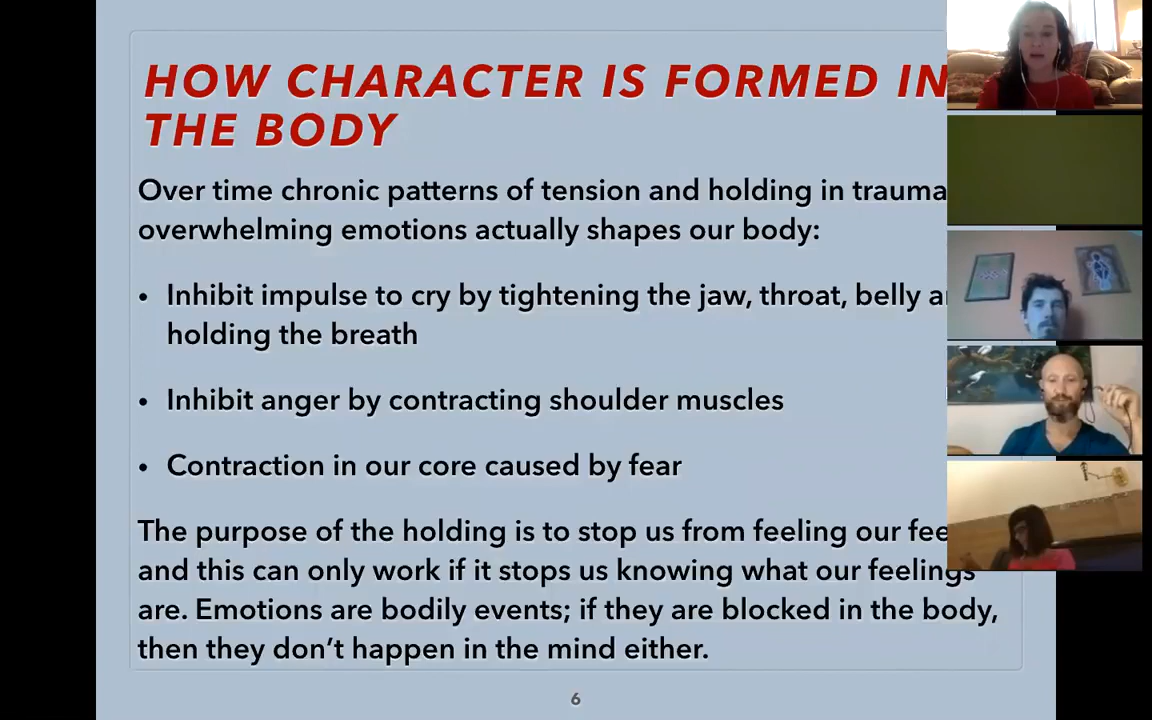 HOW CHARACTER IS FORMED IN
THE BODY
Over time chronic patterns of tension and holding in trauma
overwhelming emotions actually shapes our body:
• Inhibit impulse to cry by tightening the jaw, throat, belly
holding the breath
• Inhibit anger by contracting shoulder muscles
• Contraction in our core caused by fear
The purpose of the holding is to stop us from feeling our
and this can only work if it stops us knowing what our feelings
are. Emotions are bodily events; if they are blocked in the body,
then they don’t happen in the mind either.
6